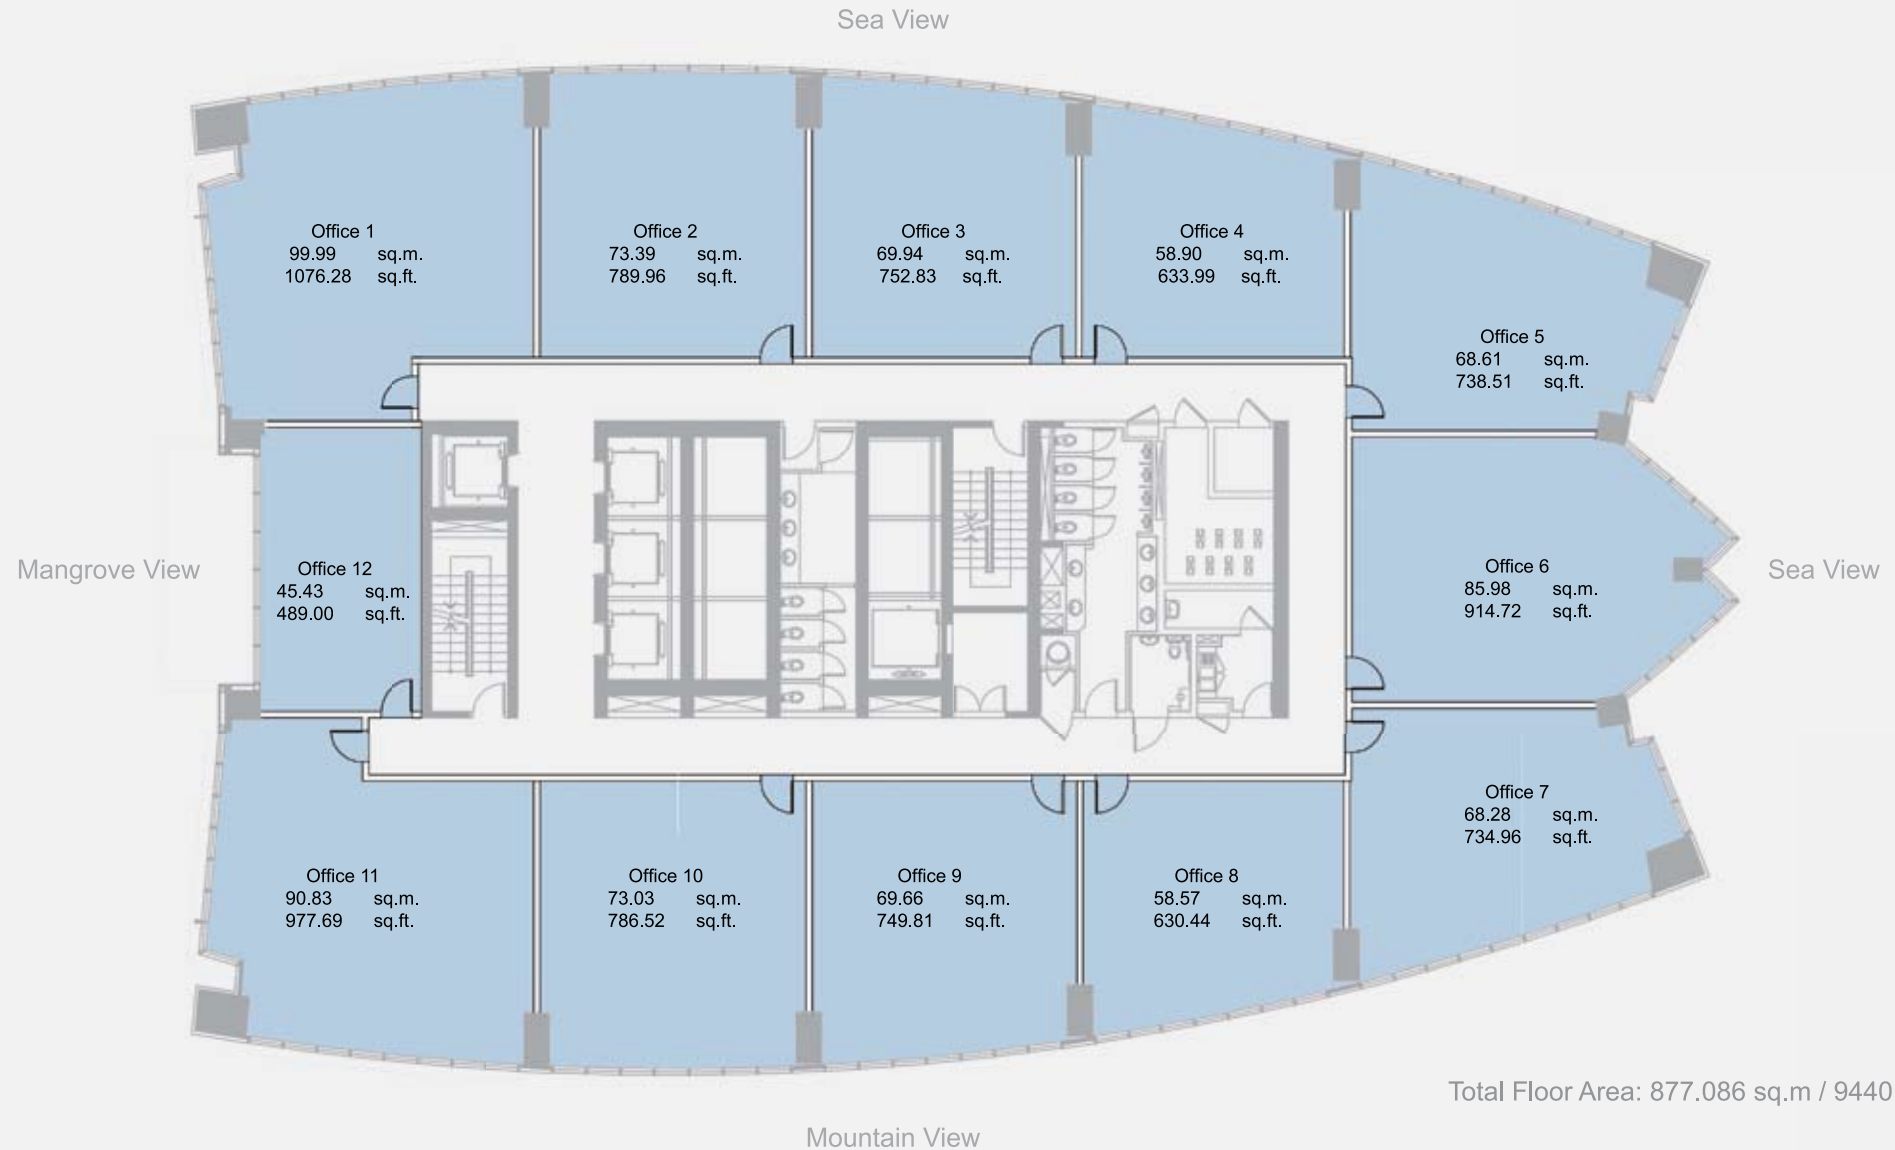 Sea View
Office 1
99.99 sq.m.
1076.28 sq.ft.
Office 2
73.39 sq.m.
789.96 sq.ft.
Office 3
69.94 sq.m.
752.83 sq.ft.
Office 4
58.90 sq.m.
633.99 sq.ft.
Office 5
68.61 sq.m.
738.51 sq.ft.
Mangrove View
Office 12
45.43 sq.m.
489.00 sq.ft.
Office 6
85.98 sq.m.
914.72 sq.ft.
Sea View
Office 7
68.28 sq.m.
734.96 sq.ft.
Office 11
90.83 sq.m.
977.69 sq.ft.
Office 10
73.03 sq.m.
786.52 sq.ft.
Office 9
69.66 sq.m.
749.81 sq.ft.
Office 8
58.57 sq.m.
630.44 sq.ft.
Total Floor Area: 877.086 sq.m / 9440
Mountain View